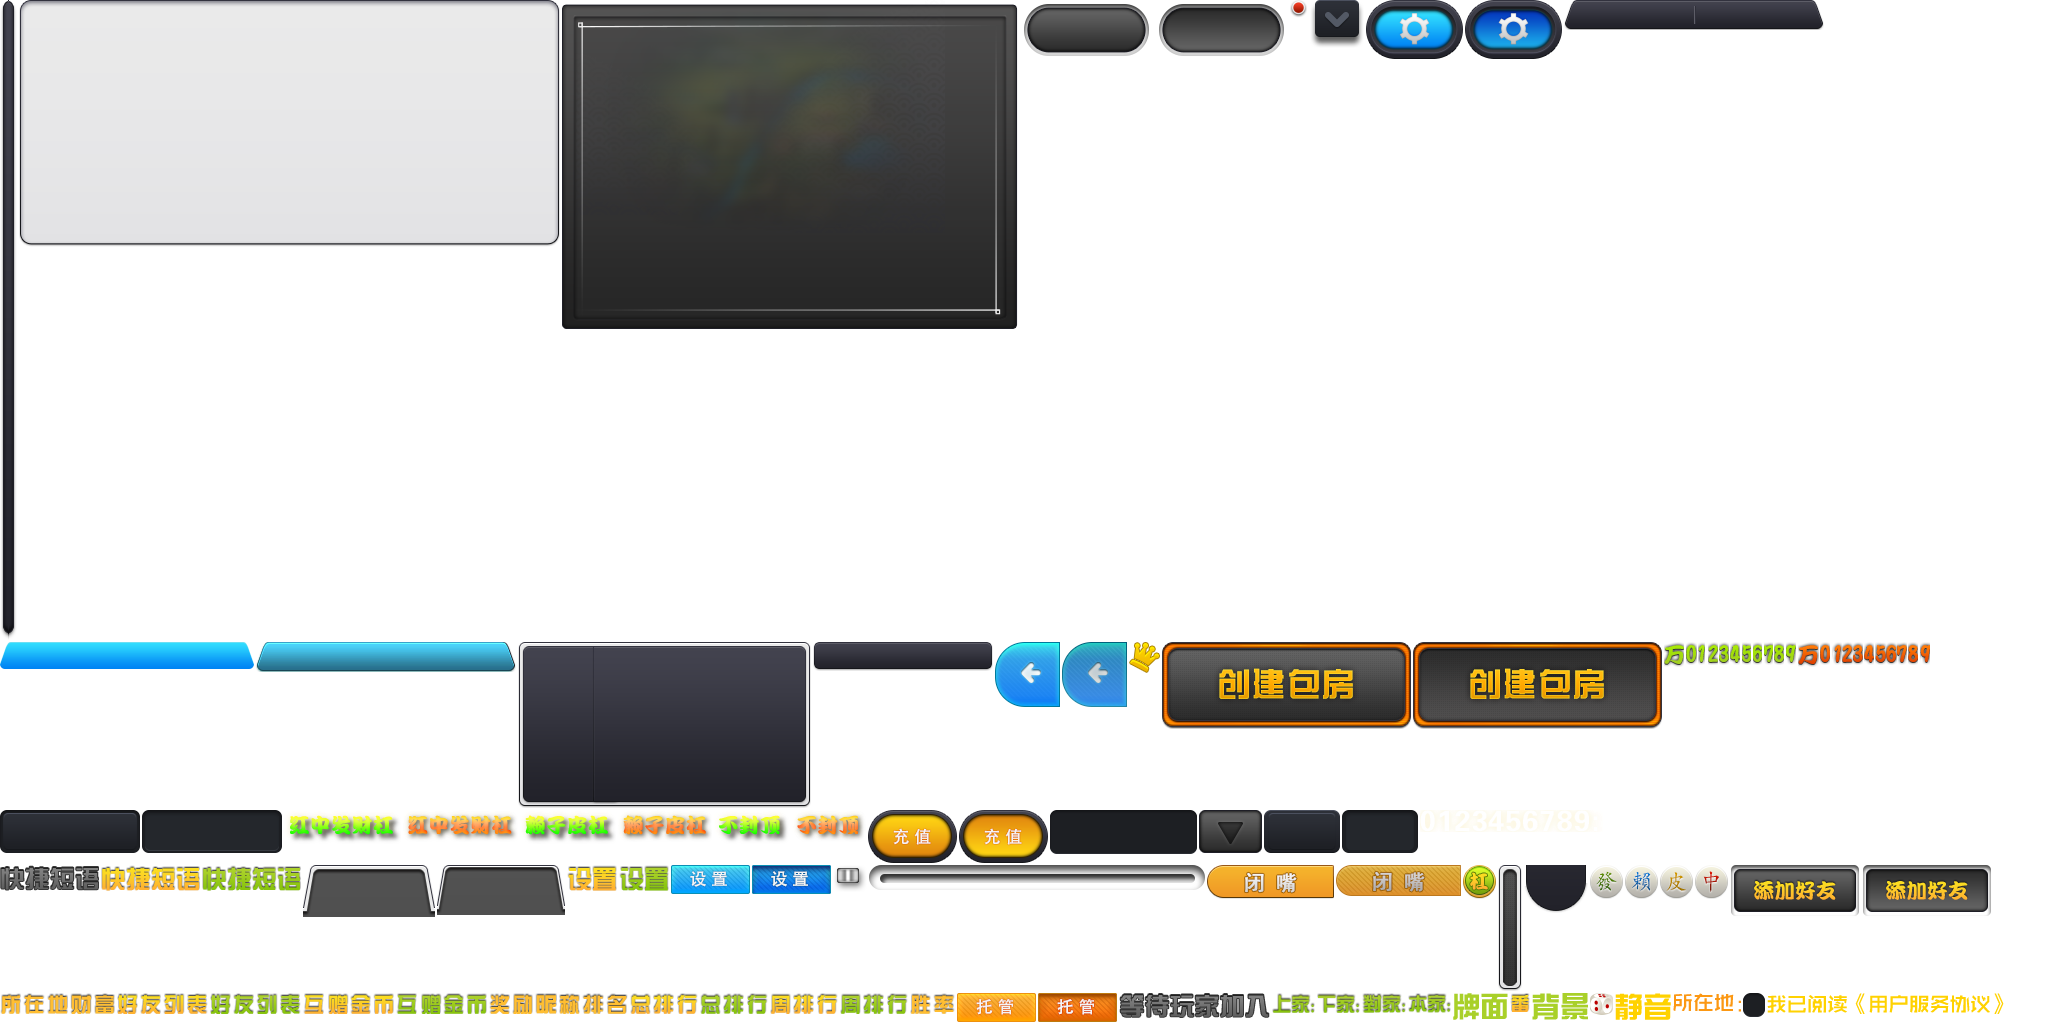 创建包房 创建包房 万0123456789 万0123456789
红中发财杠 红中发财杠 赖子皮杠 赖子皮杠 不封顶 不封顶 充值 充值 0123456789
快捷短语 快捷短语 快捷短语 设置 设置 设置 设置 闭嘴 闭嘴 杠 發 賴 皮 中 添加好友 添加好友
所在地 财富 好友列表 好友列表 互赠金币 互赠金币 奖励 昵称 排名 总排行 总排行 周排行 周排行 胜率 托管 托管 等待玩家加入 上家: 下家: 对家: 本家: 牌面 番 背景 静音 所在地: 我已阅读《用户服务协议》